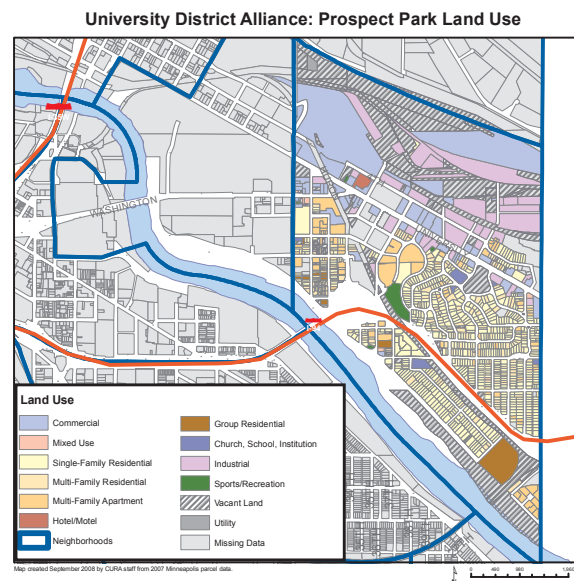 University District Alliance: Prospect Park Land Use
WASHINGTON
Land Use
Commercial
Mixed Use
Single-Family Residential
Multi-Family Residential
Multi-Family Apartment
Hotel/Motel
Neighborhoods
Group Residential
Church, School, Institution
Industrial
Sports/Recreation
Vacant Land
Utility
Missing Data
Map created September 2008 by CURA staff from 2007 Minneapolis parcel data.
0